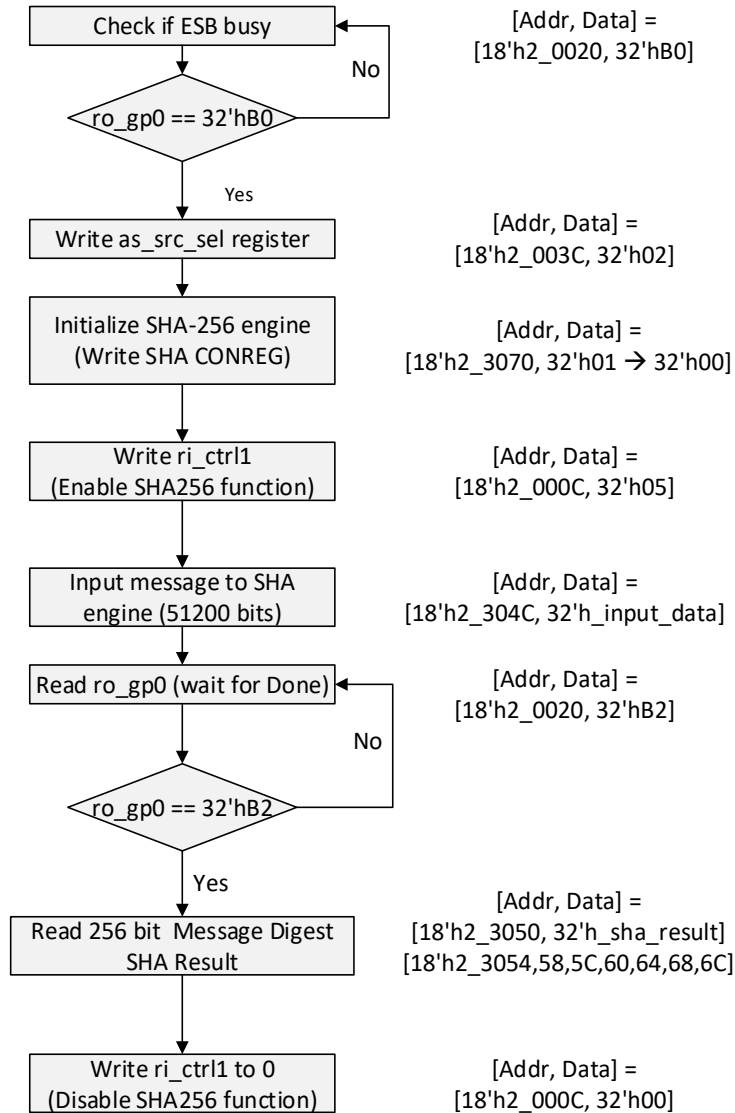 Check if ESB busy
[Addr, Data] =
[18'h2_0020, 32'hB0]
No
ro_gp0 == 32'hB0
Yes
Write as_src_sel register
[Addr, Data] =
[18'h2_003C, 32'h02]
Initialize SHA-256 engine
(Write SHA CONREG)
[Addr, Data] =
[18'h2_3070, 32'h01 → 32'h00]
Write ri_ctrl1
(Enable SHA256 function)
[Addr, Data] =
[18'h2_000C, 32'h05]
Input message to SHA
engine (51200 bits)
[Addr, Data] =
[18'h2_304C, 32'h_input_data]
Read ro_gp0 (wait for Done)
[Addr, Data] =
[18'h2_0020, 32'hB2]
No
ro_gp0 == 32'hB2
Yes
Read 256 bit  Message Digest
SHA Result
[Addr, Data] =
[18'h2_3050, 32'h_sha_result]
[18'h2_3054,58,5C,60,64,68,6C]
Write ri_ctrl1 to 0
(Disable SHA256 function)
[Addr, Data] =
[18'h2_000C, 32'h00]